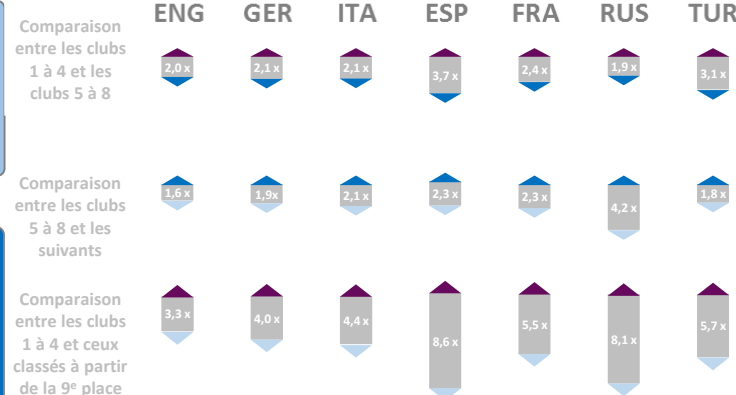 ENG GER ITA ESP FRA RUS TUR
Comparaison
entre les clubs
1 à 4 et les
clubs 5 à 8
2,0 x 2,1 x 2,1 x 3,7 x 2,4 x 1,9 x 3,1 x
Comparaison
entre les clubs
5 à 8 et les
suivants
1,6 x 1,9x 2,1 x 2,3 x 2,3 x 4,2 x 1,8 x
Comparaison
entre les clubs
1 à 4 et ceux
classés à partir
de la 9e place
3,3 x 4,0 x 4,4 x 8,6 x 5,5 x 8,1 x 5,7 x